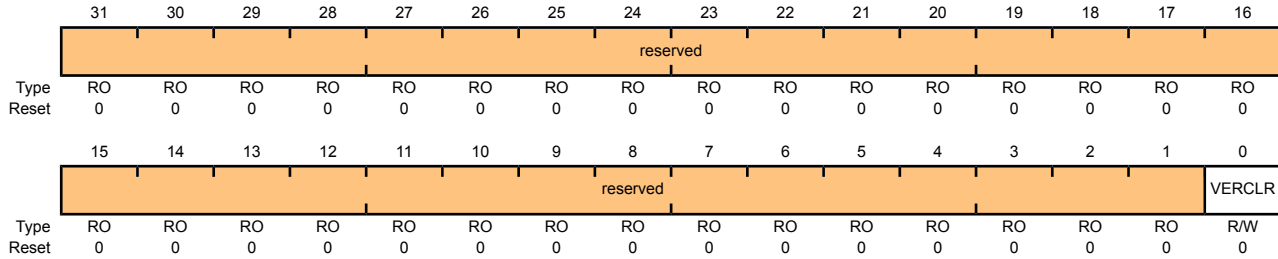 31 30 29 28 27 26 25 24 23 22 21 20 19 18 17 16
reserved
Type RO RO RO RO RO RO RO RO RO RO RO RO RO RO RO RO
Reset 0 0 0 0 0 0 0 0 0 0 0 0 0 0 0 0
15 14 13 12 11 10 9 8 7 6 5 4 3 2 1 0
reserved VERCLR
Type RO RO RO RO RO RO RO RO RO RO RO RO RO RO RO R/W
Reset 0 0 0 0 0 0 0 0 0 0 0 0 0 0 0 0